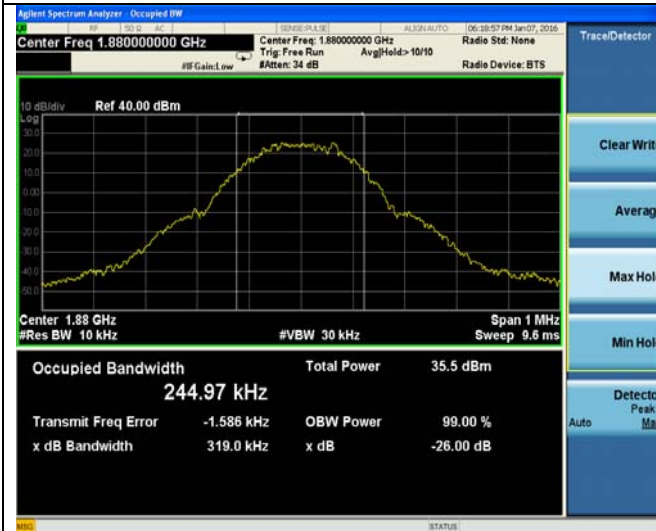 Agilent Spectrum Analyzer - Occupied BW
RF 50 Ω AC SENSE:PULSE ALIGN AUTO 06:18:57 PM Jan 07, 2016
Center Freq 1.880000000 GHz
Center Freq: 1.880000000 GHz
Radio Std: None
Trig: Free Run Avg|Hold:> 10/10
#IFGain:Low #Atten: 34 dB Radio Device: BTS
Trace/Detector
10 dB/div Ref 40.00 dBm
Log
30.0
20.0
10.0
0.00
-10.0
-20.0
-30.0
-40.0
-50.0
Clear Writ
Averag
Max Hol
Min Hol
Detecto
Peak
Auto Ma
Center 1.88 GHz Span 1 MHz
#Res BW 10 kHz #VBW 30 kHz Sweep 9.6 ms
Occupied Bandwidth Total Power 35.5 dBm
244.97 kHz
Transmit Freq Error -1.586 kHz OBW Power 99.00 %
x dB Bandwidth 319.0 kHz x dB -26.00 dB
MSG STATUS